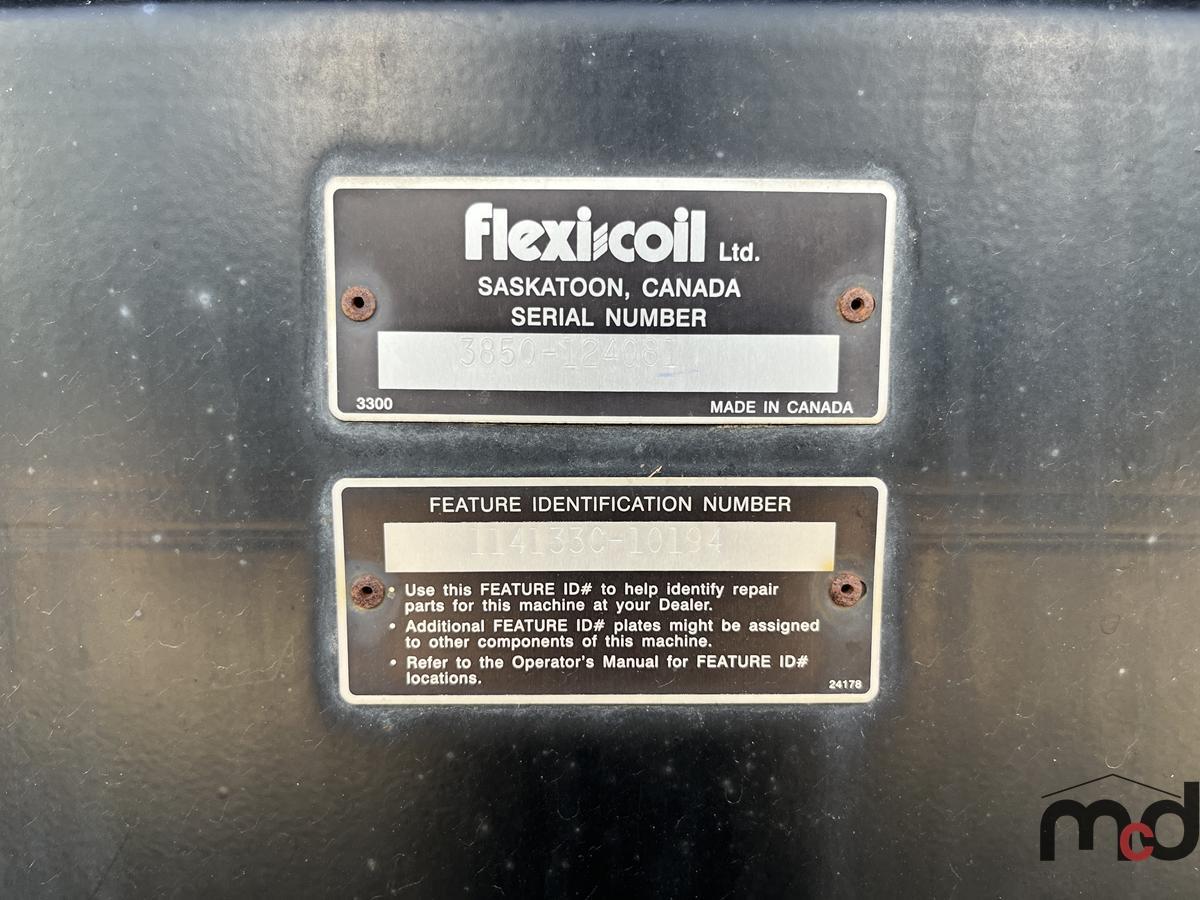 flexi-coil Ltd.
SASKATOON, CANADA
SERIAL NUMBER
3850-124081
3300
MADE IN CANADA
FEATURE IDENTIFICATION NUMBER
114133C-10194
• Use this FEATURE ID# to help identify repair
parts for this machine at your Dealer.
• Additional FEATURE ID# plates might be assigned
to other components of this machine.
• Refer to the Operator's Manual for FEATURE ID#
locations.
24178
mcd